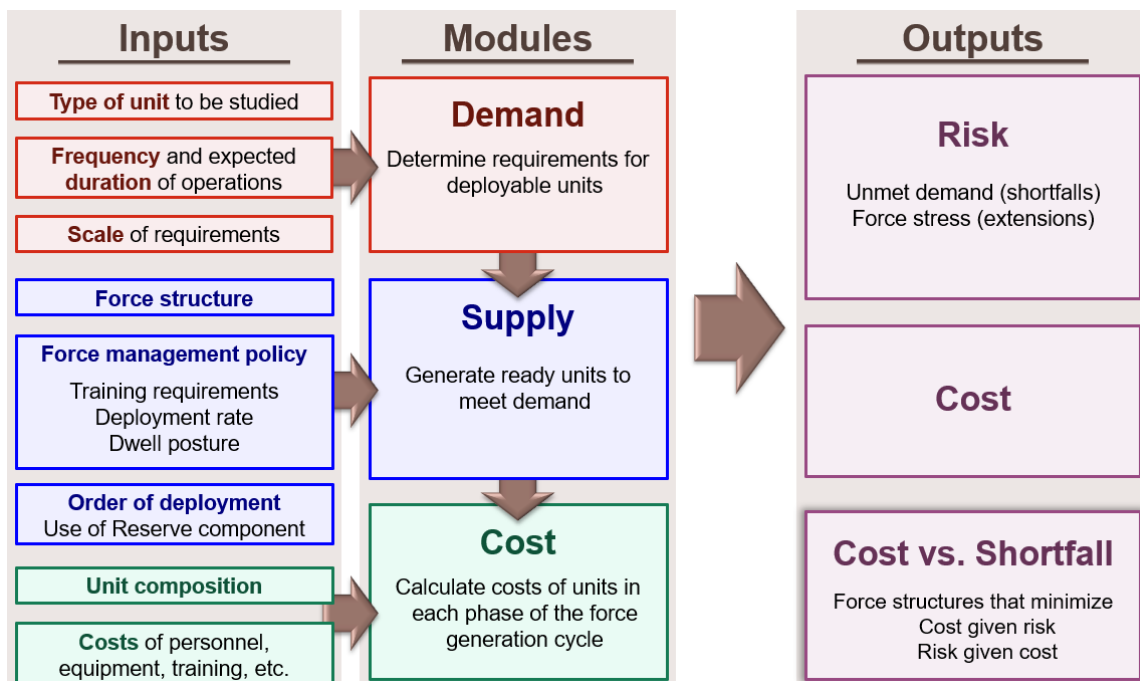 Inputs
Type of unit to be studied
Frequency and expected
duration of operations
Scale of requirements
Force structure
Force management policy
Training requirements
Deployment rate
Dwell posture
Order of deployment
Use of Reserve component
Unit composition
Costs of personnel,
equipment, training, etc.
Modules
Demand
Determine requirements for
deployable units
Supply
Generate ready units to
meet demand
Cost
Calculate costs of units in
each phase of the force
generation cycle
Outputs
Risk
Unmet demand (shortfalls)
Force stress (extensions)
Cost
Cost vs. Shortfall
Force structures that minimize
Cost given risk
Risk given cost